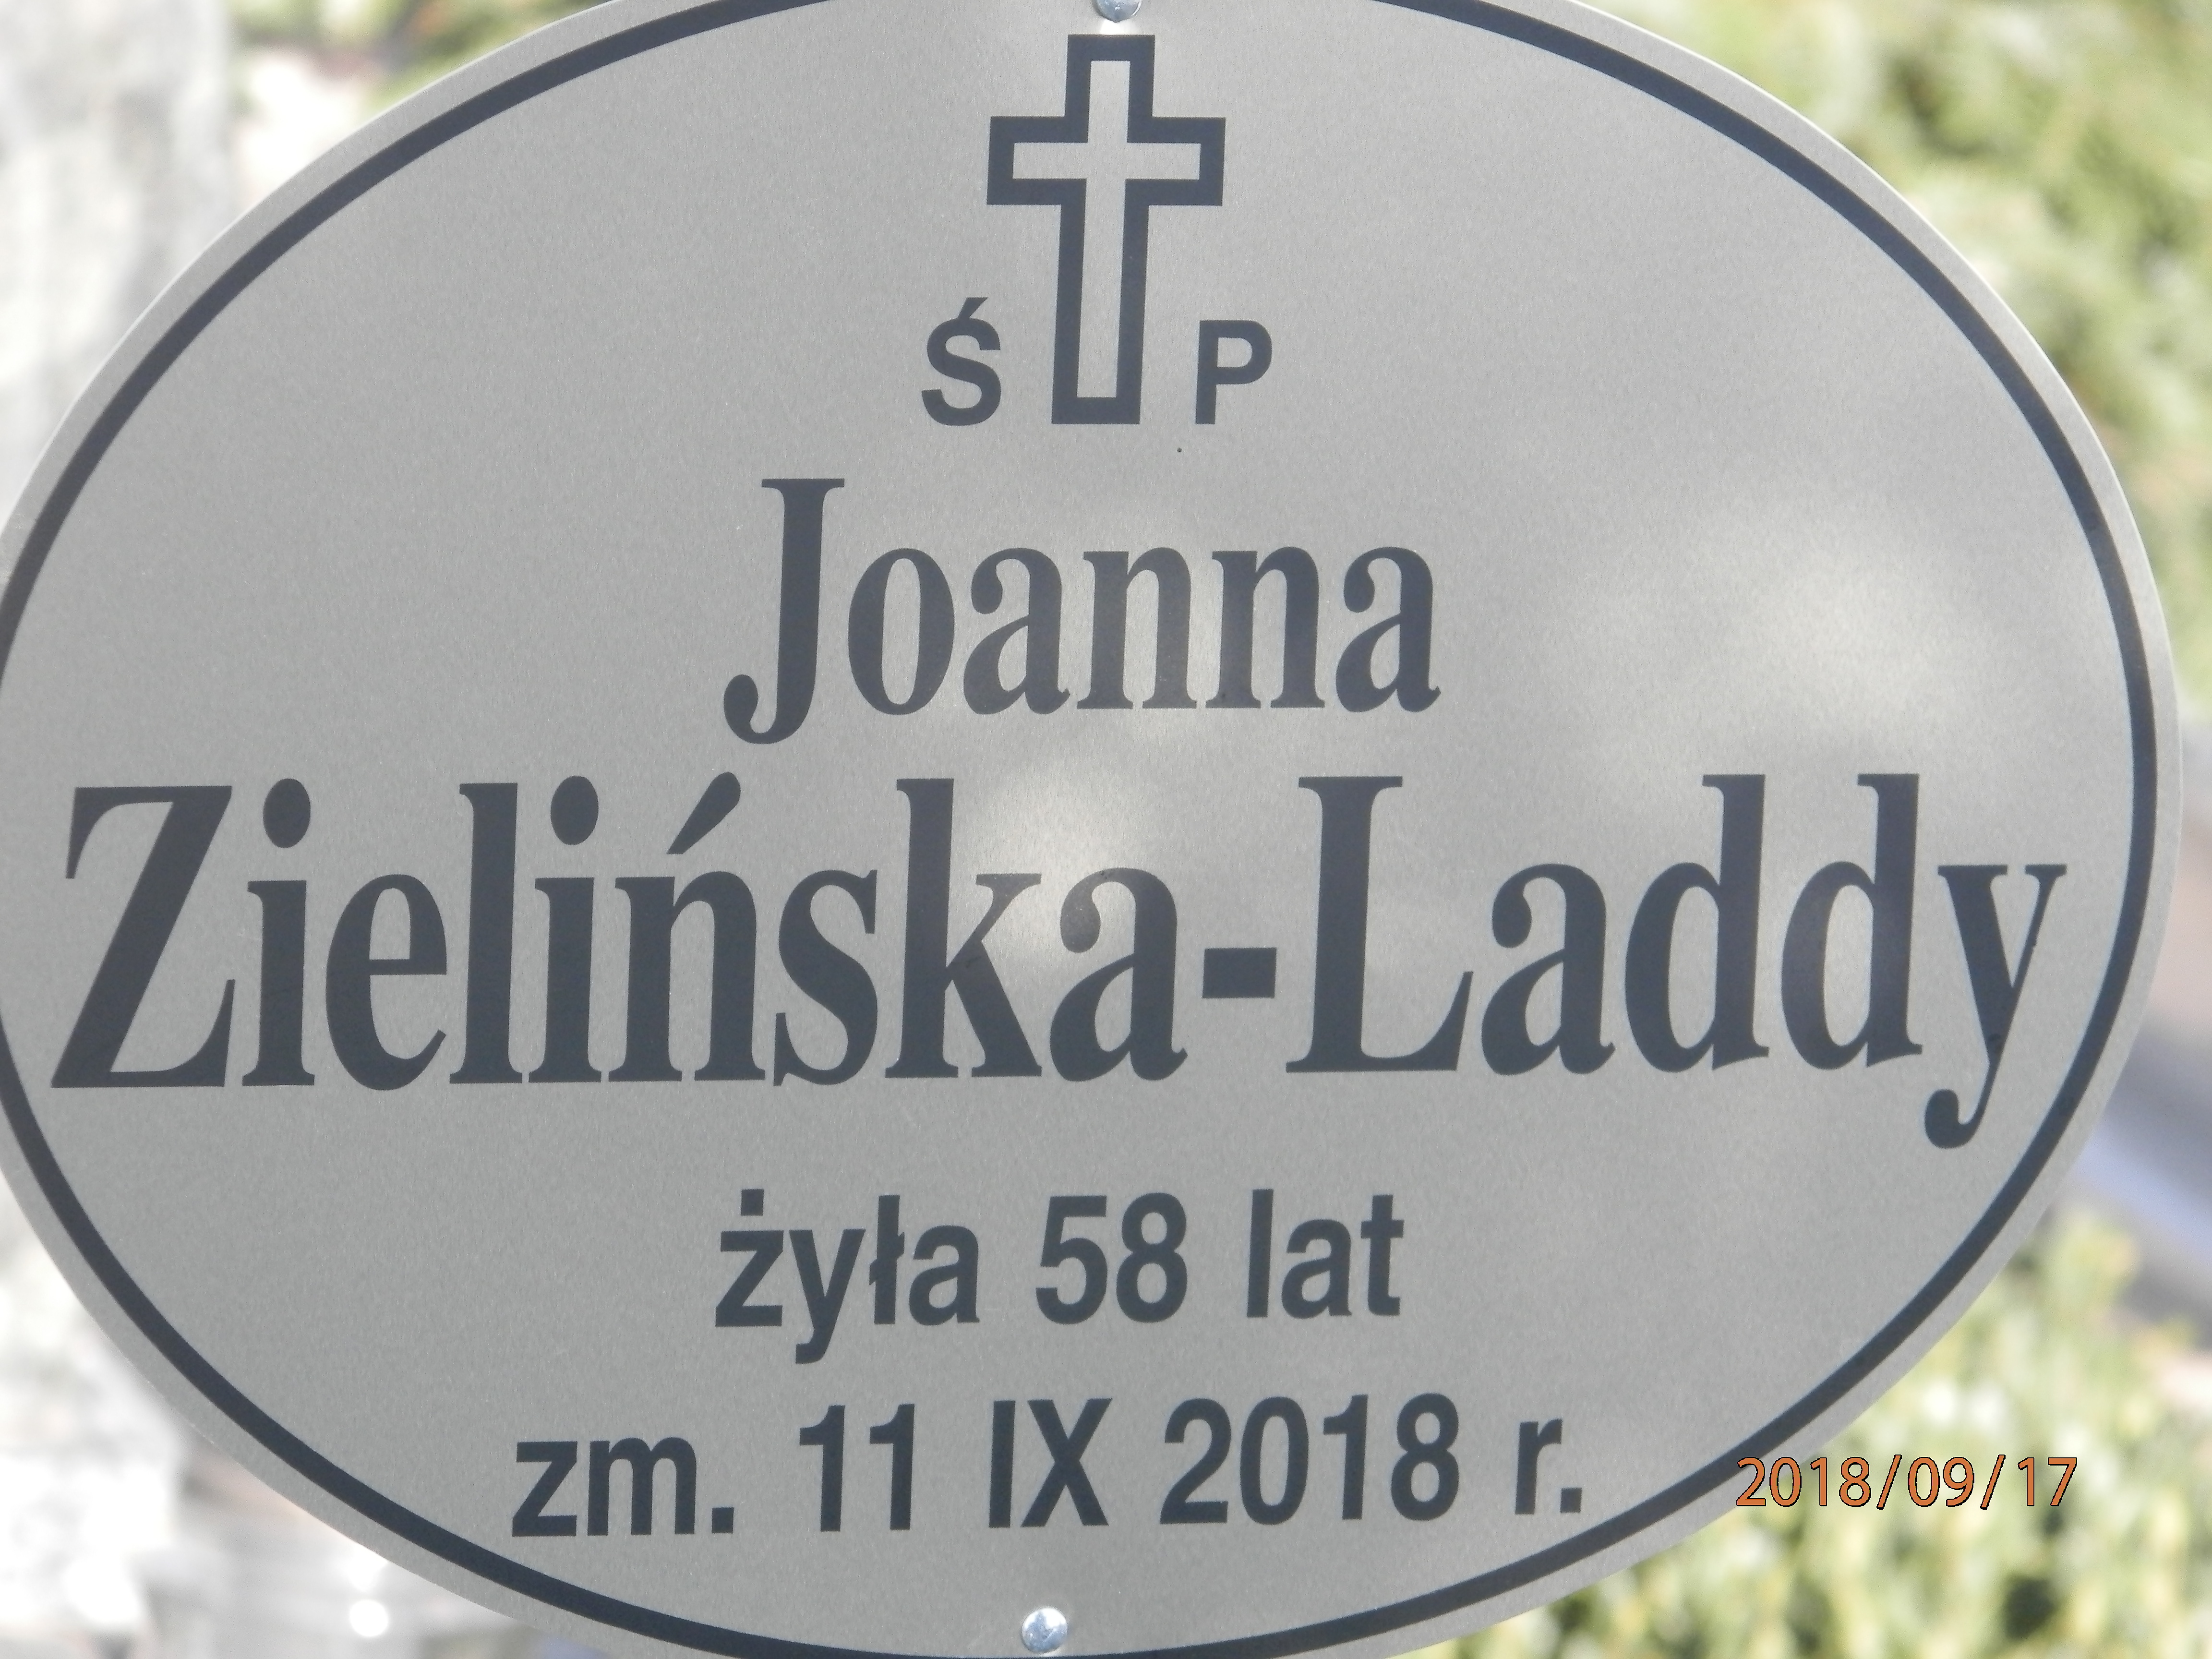 Ś P
Joanna
Zielińska-Laddy
żyła 58 lat
zm. 11 IX 2018 r.
2018/09/17